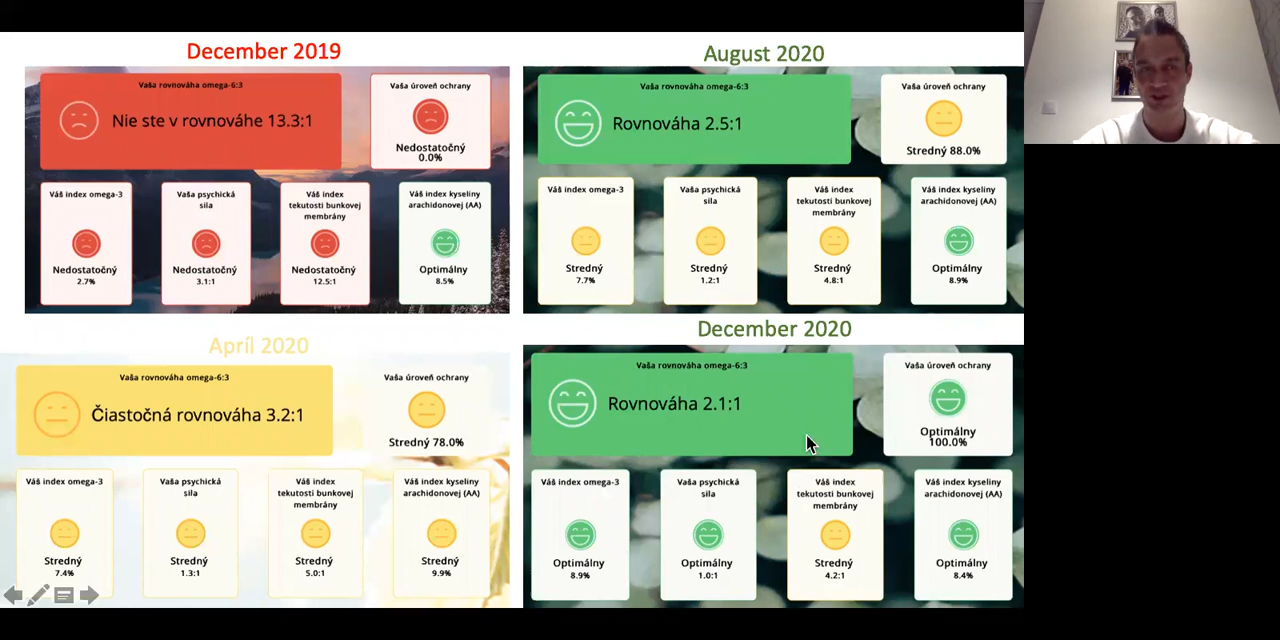 December 2019
Vaša rovnováha omega-6:3
Nie ste v rovnováhe 13.3:1
Vaša úroveň ochrany
Nedostatočný
0.0%
Váš index omega-3
Nedostatočný
2.7%
Vaša psychická
sila
Nedostatočný
3.1:1
Váš index
tekutosti bunkovej
membrány
Nedostatočný
12.5:1
Váš index kyseliny
arachidonovej (AA)
Optimálny
8.5%
August 2020
Vaša rovnováha omega-6:3
Rovnováha 2.5:1
Vaša úroveň ochrany
Stredný 88.0%
Váš index omega-3
Stredný
7.7%
Vaša psychická
sila
Stredný
1.2:1
Váš index
tekutosti bunkovej
membrány
Stredný
4.8:1
Váš index kyseliny
arachidonovej (AA)
Optimálny
8.9%
Apríl 2020
Vaša rovnováha omega-6:3
Čiastočná rovnováha 3.2:1
Vaša úroveň ochrany
Stredný 78.0%
Váš index omega-3
Stredný
7.4%
Vaša psychická
sila
Stredný
1.3:1
Váš index
tekutosti bunkovej
membrány
Stredný
5.0:1
Váš index kyseliny
arachidonovej (AA)
Stredný
9.9%
December 2020
Vaša rovnováha omega-6:3
Rovnováha 2.1:1
Vaša úroveň ochrany
Optimálny
100.0%
Váš index omega-3
Optimálny
8.9%
Vaša psychická
sila
Optimálny
1.0:1
Váš index
tekutosti bunkovej
membrány
Stredný
4.2:1
Váš index kyseliny
arachidonovej (AA)
Optimálny
8.4%